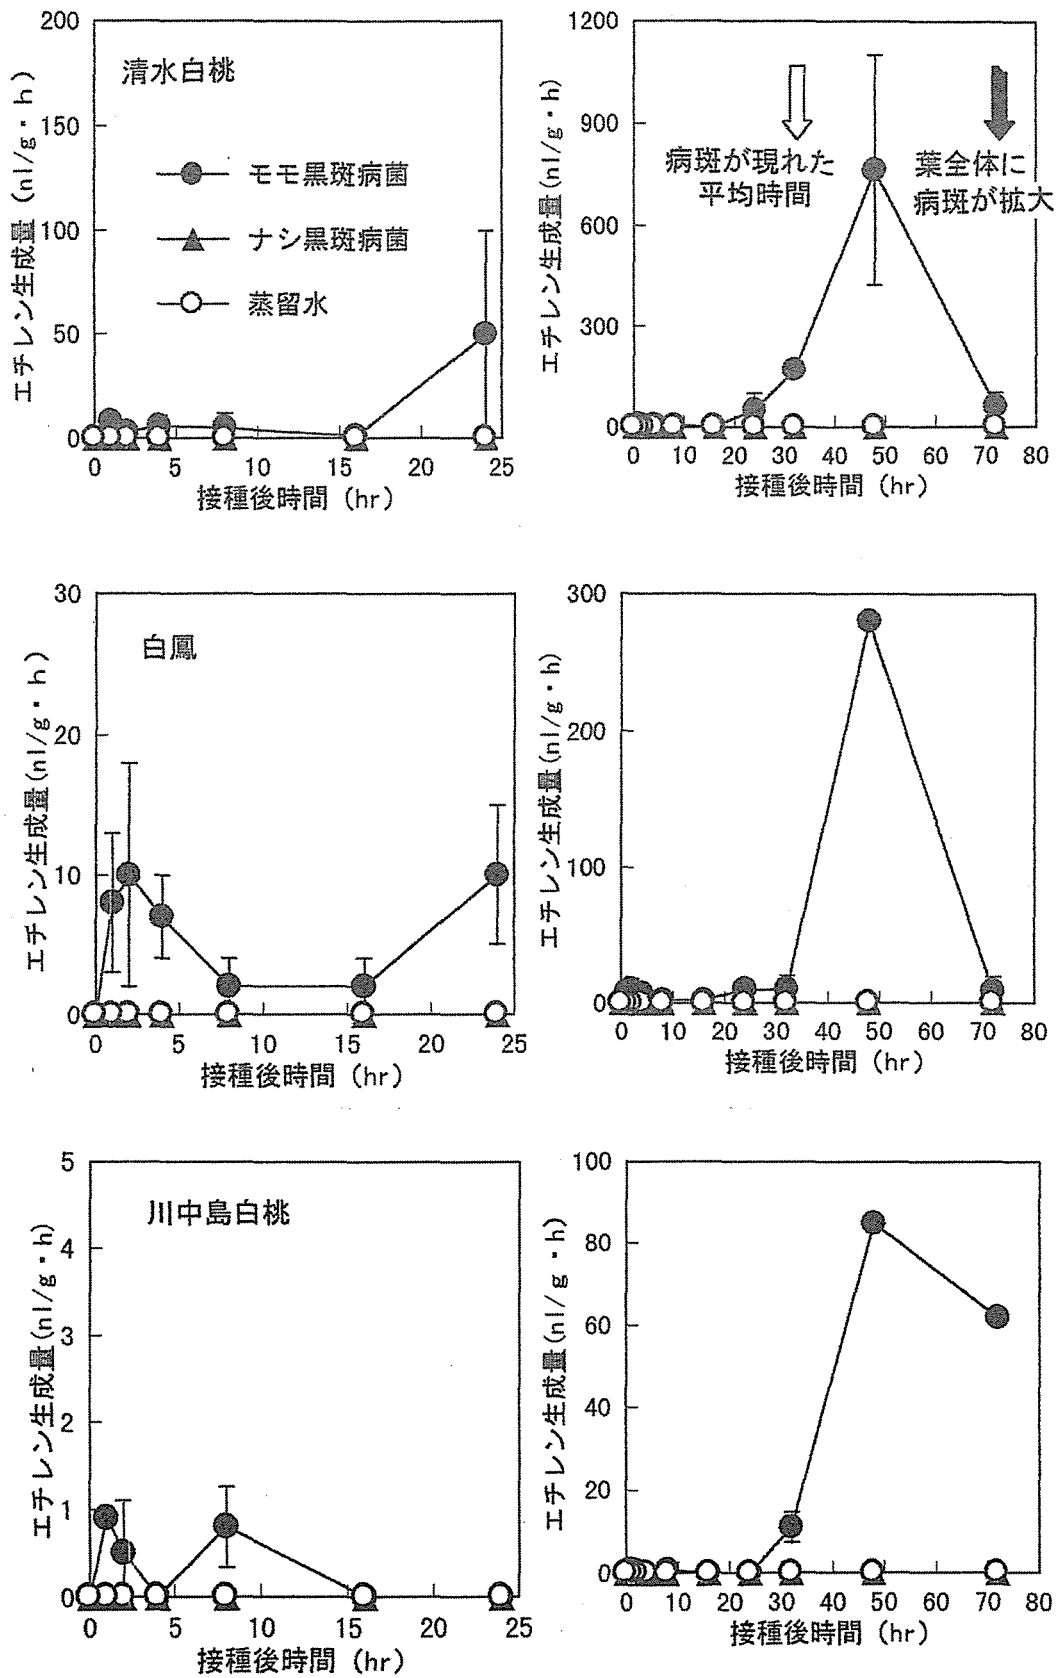 200
150
100
50
0
エチレン生成量 (nl/g・h)
清水白桃
モモ黒斑病菌
ナシ黒斑病菌
蒸留水
0 5 10 15 20 25
接種後時間 (hr)
1200
900
600
300
0
エチレン生成量(nl/g・h)
病斑が現れた
平均時間
葉全体に
病斑が拡大
0 10 20 30 40 50 60 70 80
接種後時間 (hr)
30
20
10
0
エチレン生成量(nl/g・h)
白鳳
0 5 10 15 20 25
接種後時間 (hr)
300
200
100
0
エチレン生成量(nl/g・h)
0 10 20 30 40 50 60 70 80
接種後時間 (hr)
5
4
3
2
1
0
エチレン生成量(nl/g・h)
川中島白桃
0 5 10 15 20 25
接種後時間 (hr)
100
80
60
40
20
0
エチレン生成量(nl/g・h)
0 10 20 30 40 50 60 70 80
接種後時間 (hr)